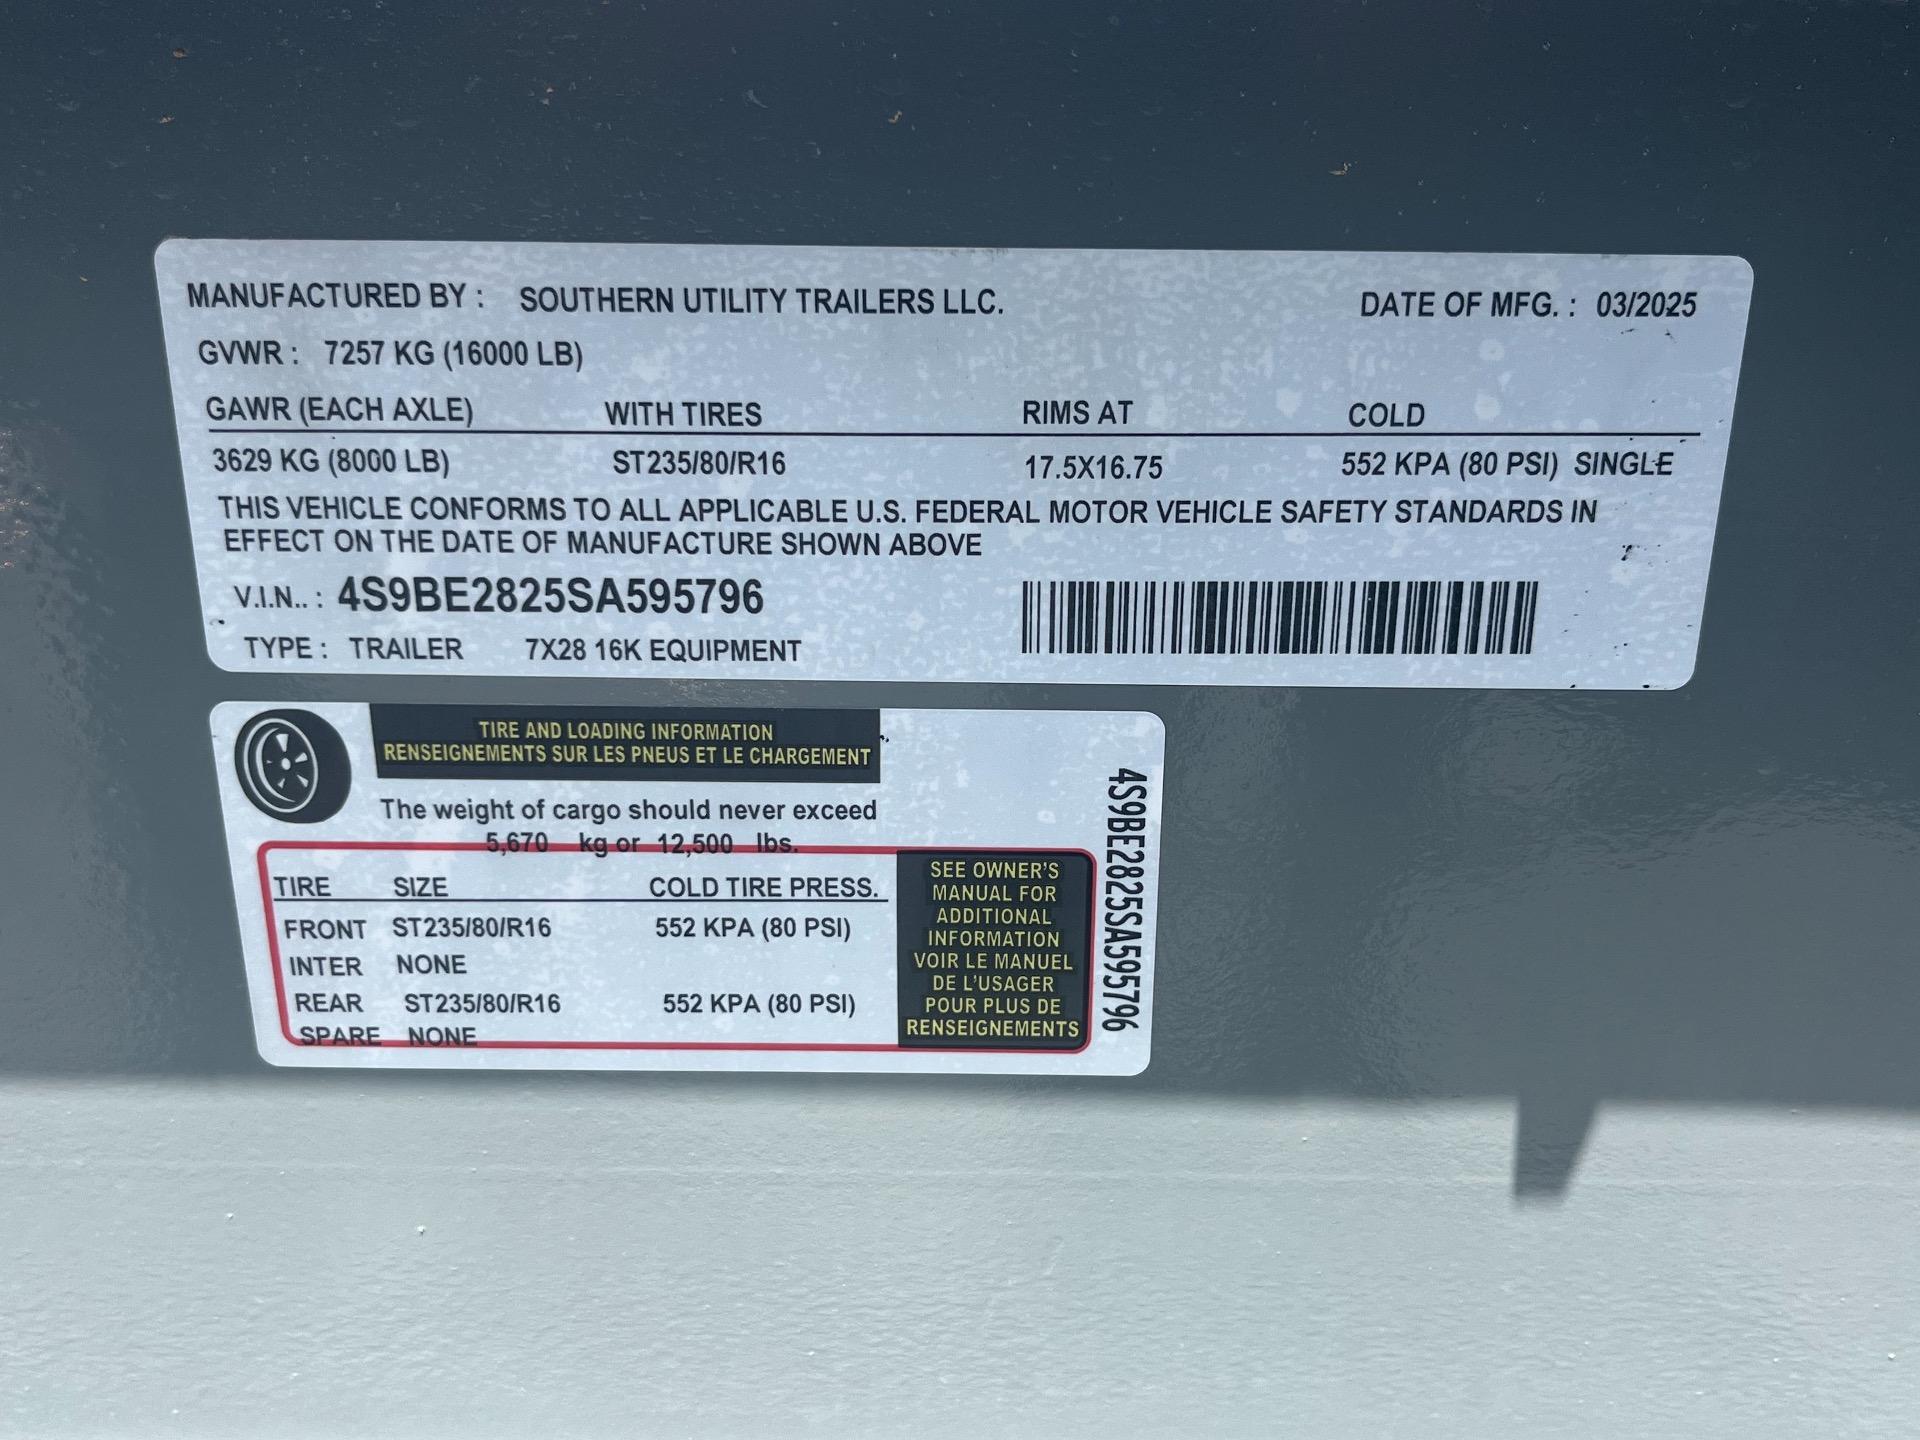 MANUFACTURED BY : SOUTHERN UTILITY TRAILERS LLC. DATE OF MFG. : 03/2025
GVWR : 7257 KG (16000 LB)
GAWR (EACH AXLE) WITH TIRES RIMS AT COLD
3629 KG (8000 LB) ST235/80/R16 17.5X16.75 552 KPA (80 PSI) SINGLE
THIS VEHICLE CONFORMS TO ALL APPLICABLE U.S. FEDERAL MOTOR VEHICLE SAFETY STANDARDS IN
EFFECT ON THE DATE OF MANUFACTURE SHOWN ABOVE
V.I.N.. : 4S9BE2825SA595796
TYPE : TRAILER 7X28 16K EQUIPMENT
TIRE AND LOADING INFORMATION
RENSEIGNEMENTS SUR LES PNEUS ET LE CHARGEMENT
The weight of cargo should never exceed
5,670 kg or 12,500 lbs.
TIRE SIZE COLD TIRE PRESS.
FRONT ST235/80/R16 552 KPA (80 PSI)
INTER NONE
REAR ST235/80/R16 552 KPA (80 PSI)
SPARE NONE
SEE OWNER'S
MANUAL FOR
ADDITIONAL
INFORMATION
VOIR LE MANUEL
DE L'USAGER
POUR PLUS DE
RENSEIGNEMENTS
4S9BE2825SA595796